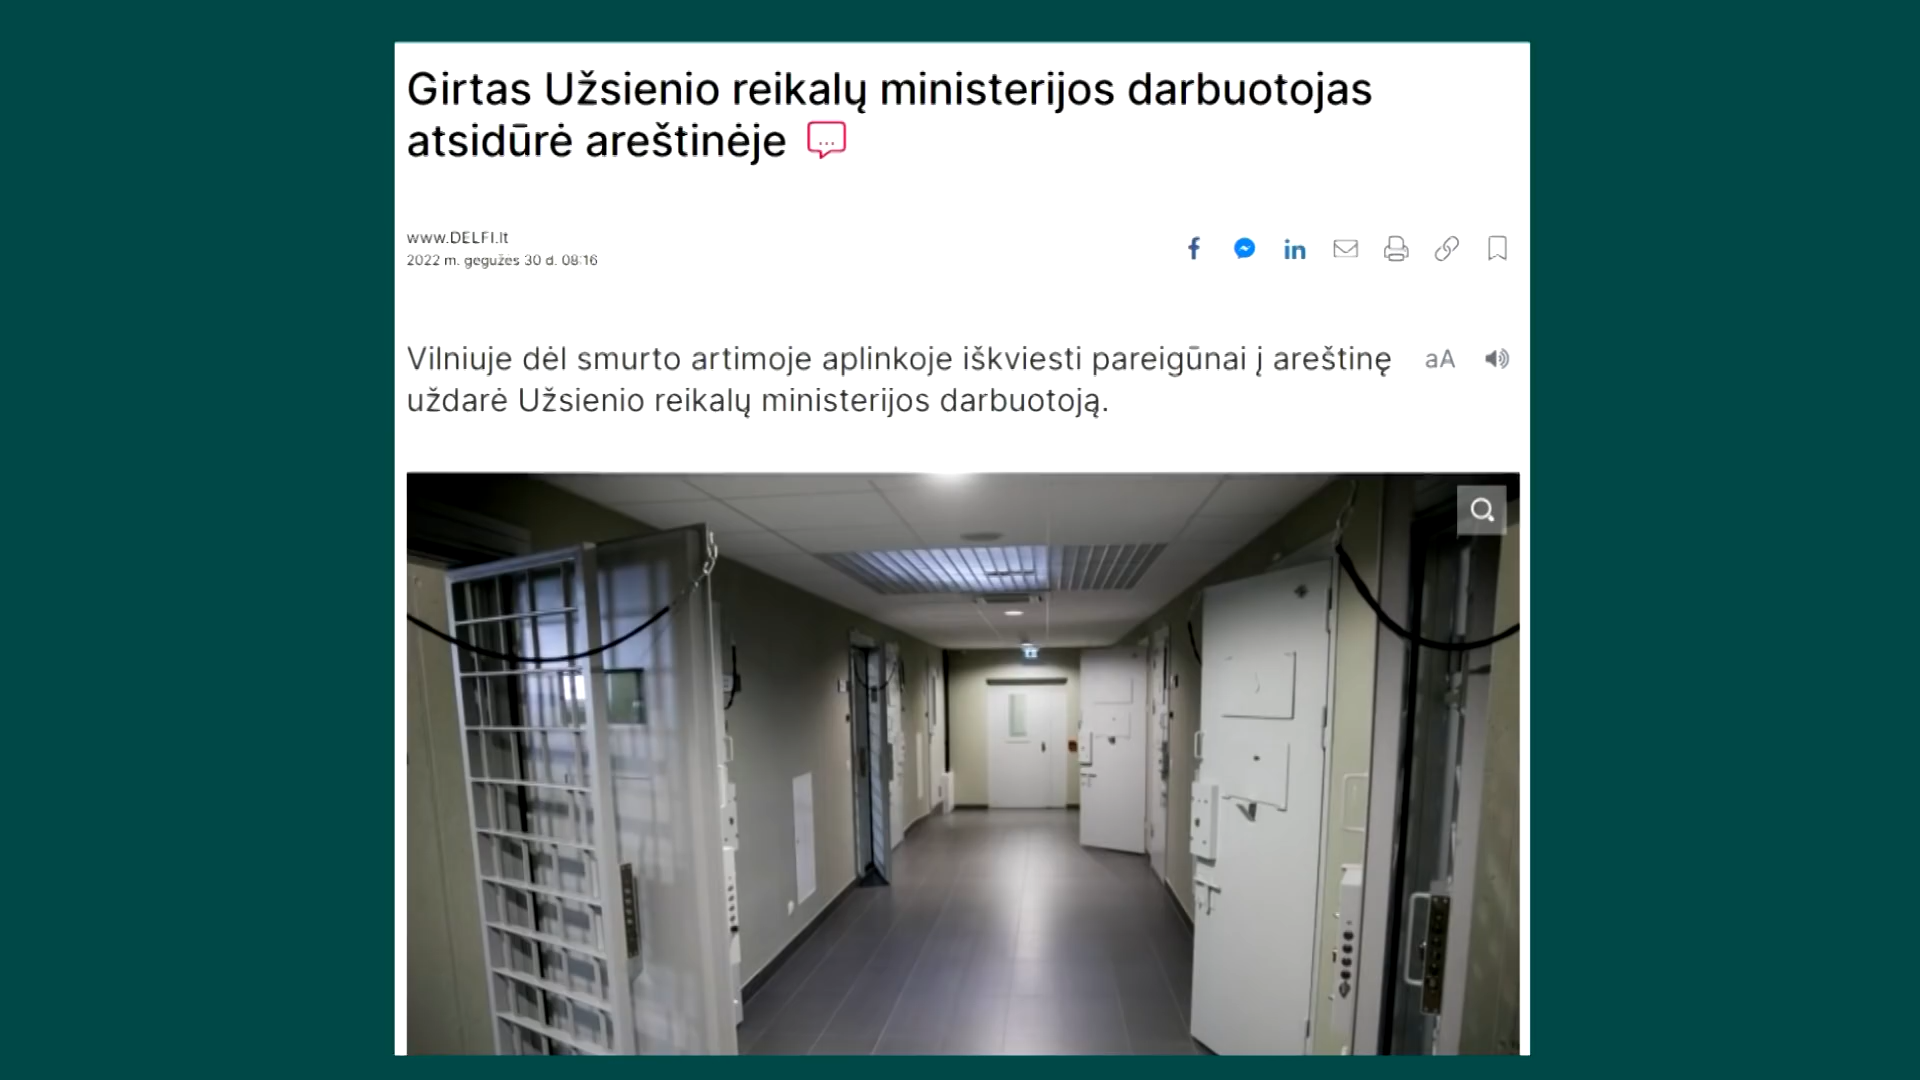 Girtas Užsienio reikalų ministerijos darbuotojas
atsidūrė areštinėje
www.DELFI.lt
2022 m. gegužės 30 d. 08:16
Vilniuje dėl smurto artimoje aplinkoje iškviesti pareigūnai į areštinę
uždarė Užsienio reikalų ministerijos darbuotoją.
aA